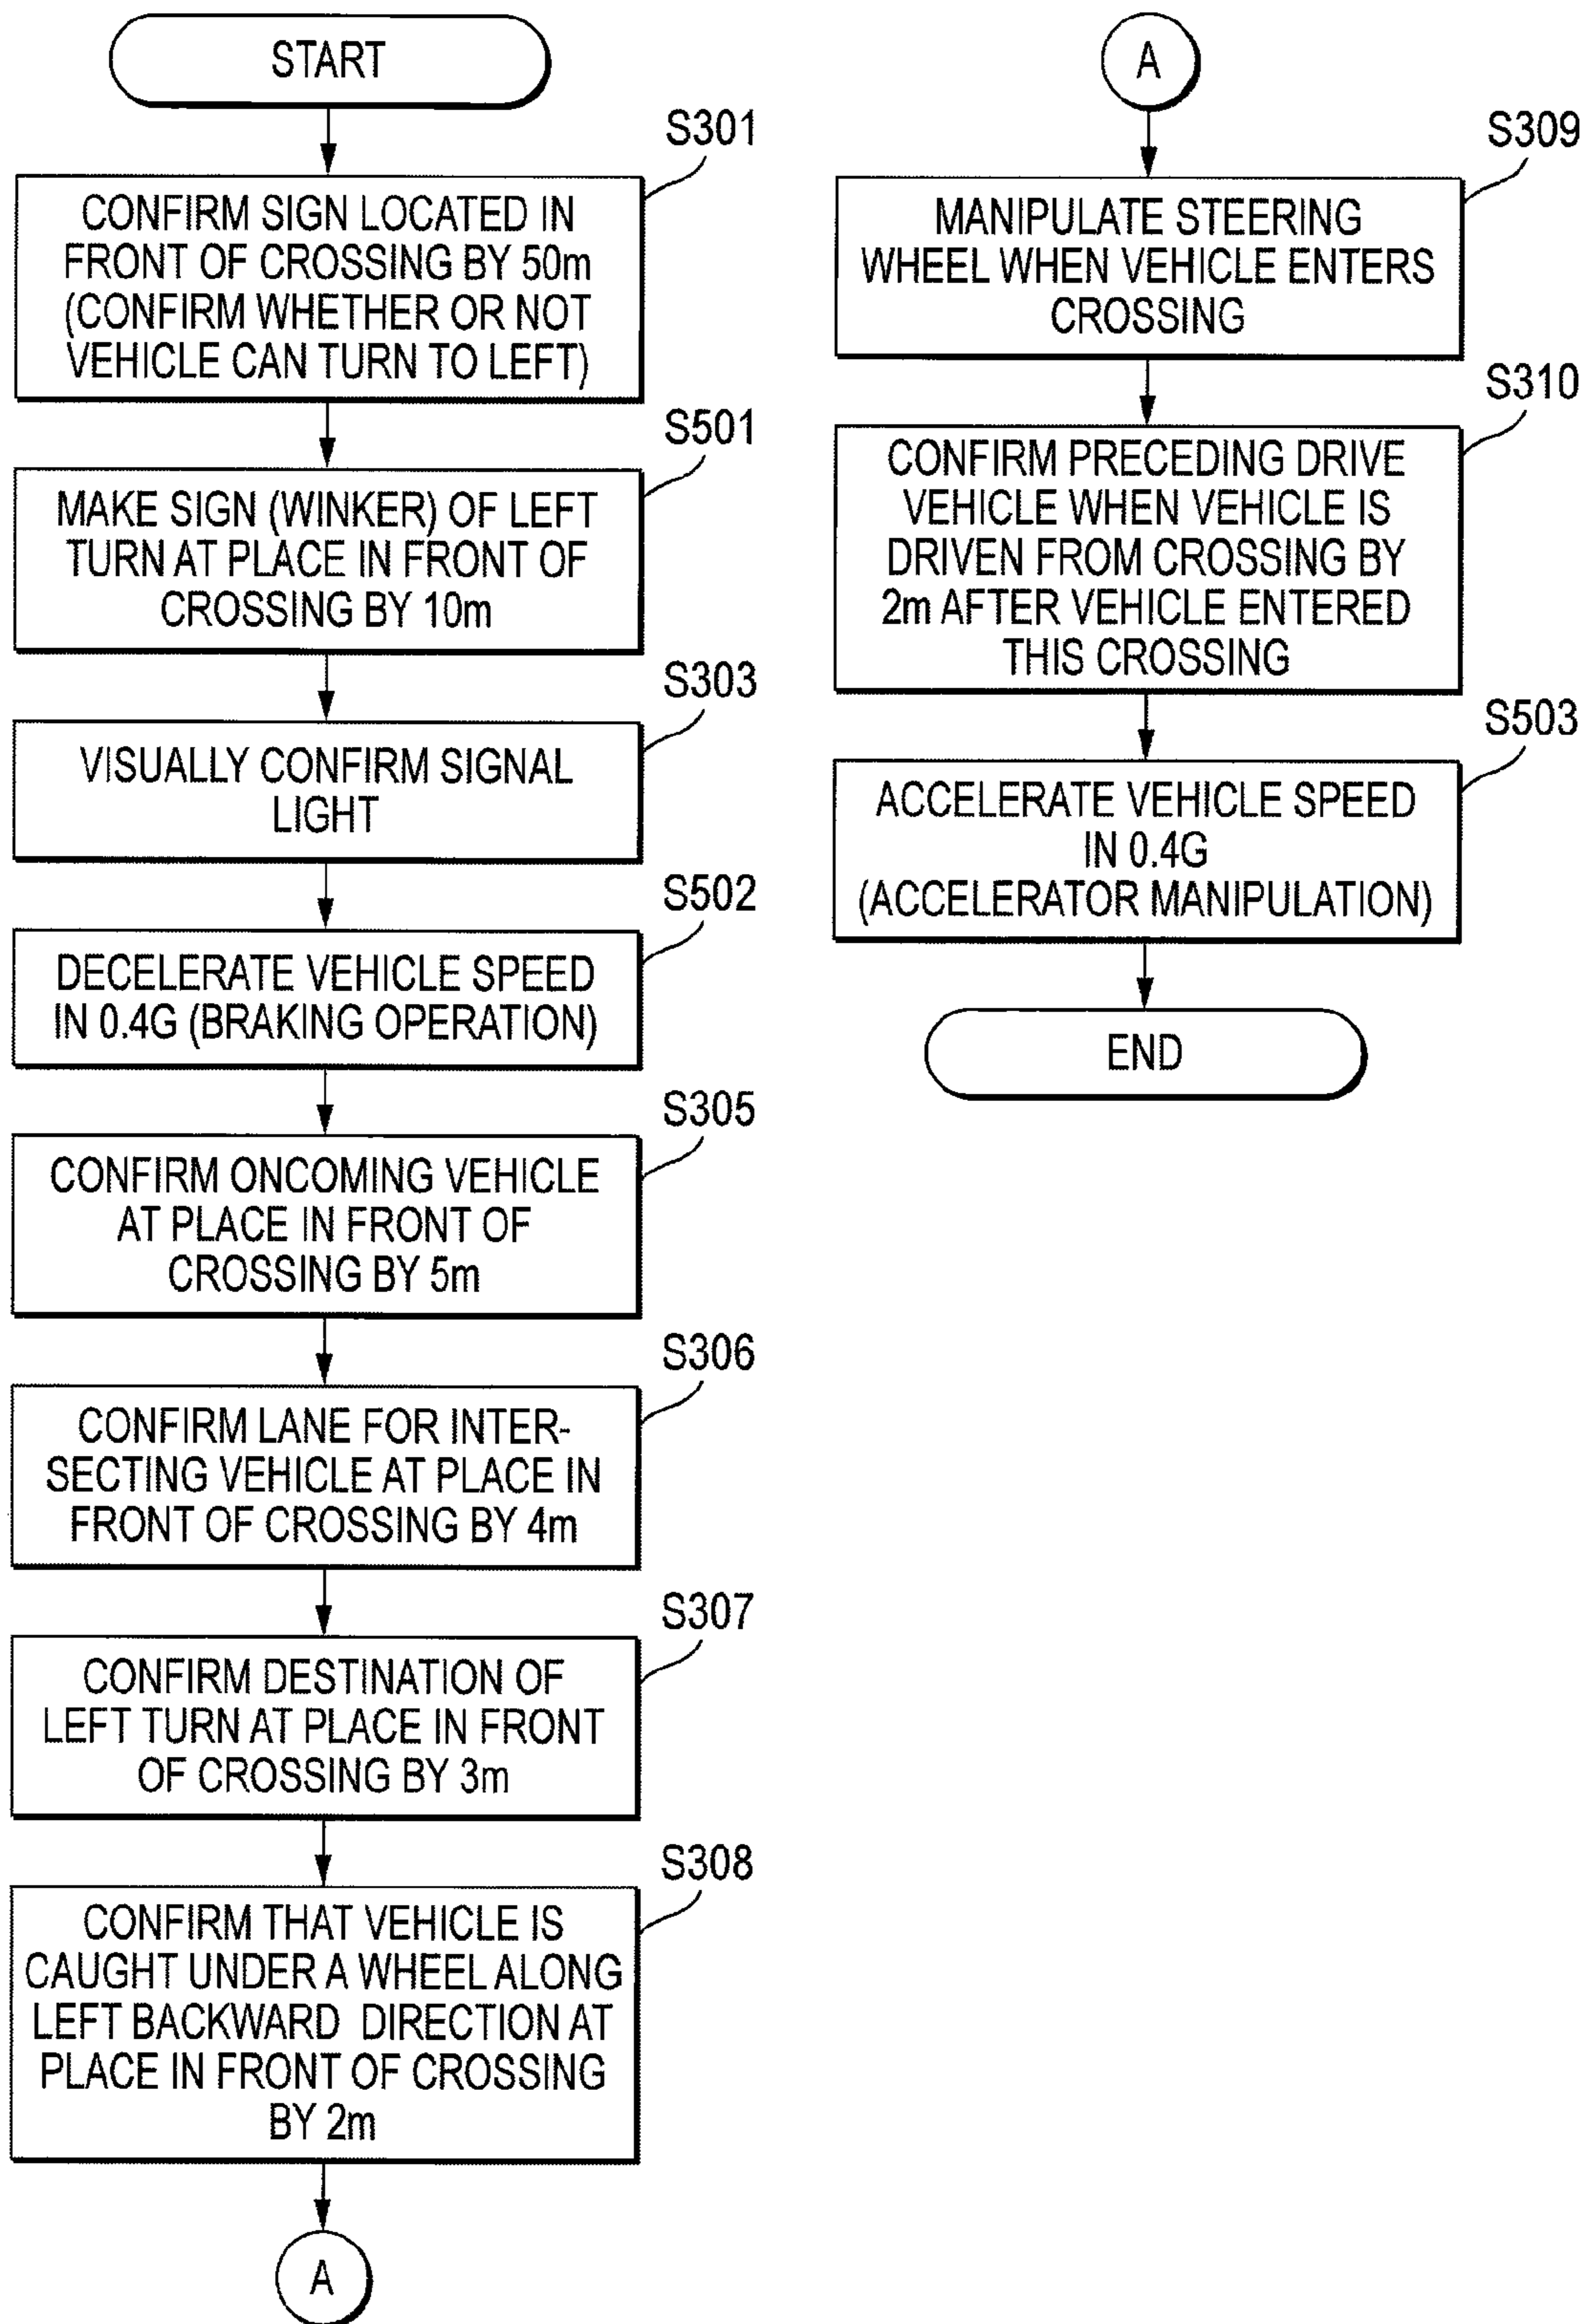 START
S301
CONFIRM SIGN LOCATED IN
FRONT OF CROSSING BY 50m
(CONFIRM WHETHER OR NOT
VEHICLE CAN TURN TO LEFT)
S501
MAKE SIGN (WINKER) OF LEFT
TURN AT PLACE IN FRONT OF
CROSSING BY 10m
S303
VISUALLY CONFIRM SIGNAL
LIGHT
S502
DECELERATE VEHICLE SPEED
IN 0.4G (BRAKING OPERATION)
S305
CONFIRM ONCOMING VEHICLE
AT PLACE IN FRONT OF
CROSSING BY 5m
S306
CONFIRM LANE FOR INTER-
SECTING VEHICLE AT PLACE IN
FRONT OF CROSSING BY 4m
S307
CONFIRM DESTINATION OF
LEFT TURN AT PLACE IN FRONT
OF CROSSING BY 3m
S308
CONFIRM THAT VEHICLE IS
CAUGHT UNDER A WHEEL ALONG
LEFT BACKWARD DIRECTION AT
PLACE IN FRONT OF CROSSING
BY 2m
A
A
S309
MANIPULATE STEERING
WHEEL WHEN VEHICLE ENTERS
CROSSING
S310
CONFIRM PRECEDING DRIVE
VEHICLE WHEN VEHICLE IS
DRIVEN FROM CROSSING BY
2m AFTER VEHICLE ENTERED
THIS CROSSING
S503
ACCELERATE VEHICLE SPEED
IN 0.4G
(ACCELERATOR MANIPULATION)
END